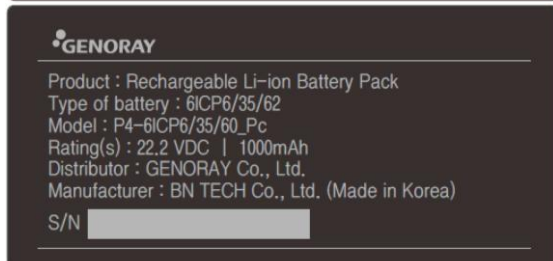 GENORAY
Product : Rechargeable Li-ion Battery Pack
Type of battery : 6ICP6/35/62
Model : P4-6ICP6/35/60_Pc
Rating(s) : 22.2 VDC | 1000mAh
Distributor : GENORAY Co., Ltd.
Manufacturer : BN TECH Co., Ltd. (Made in Korea)
S/N